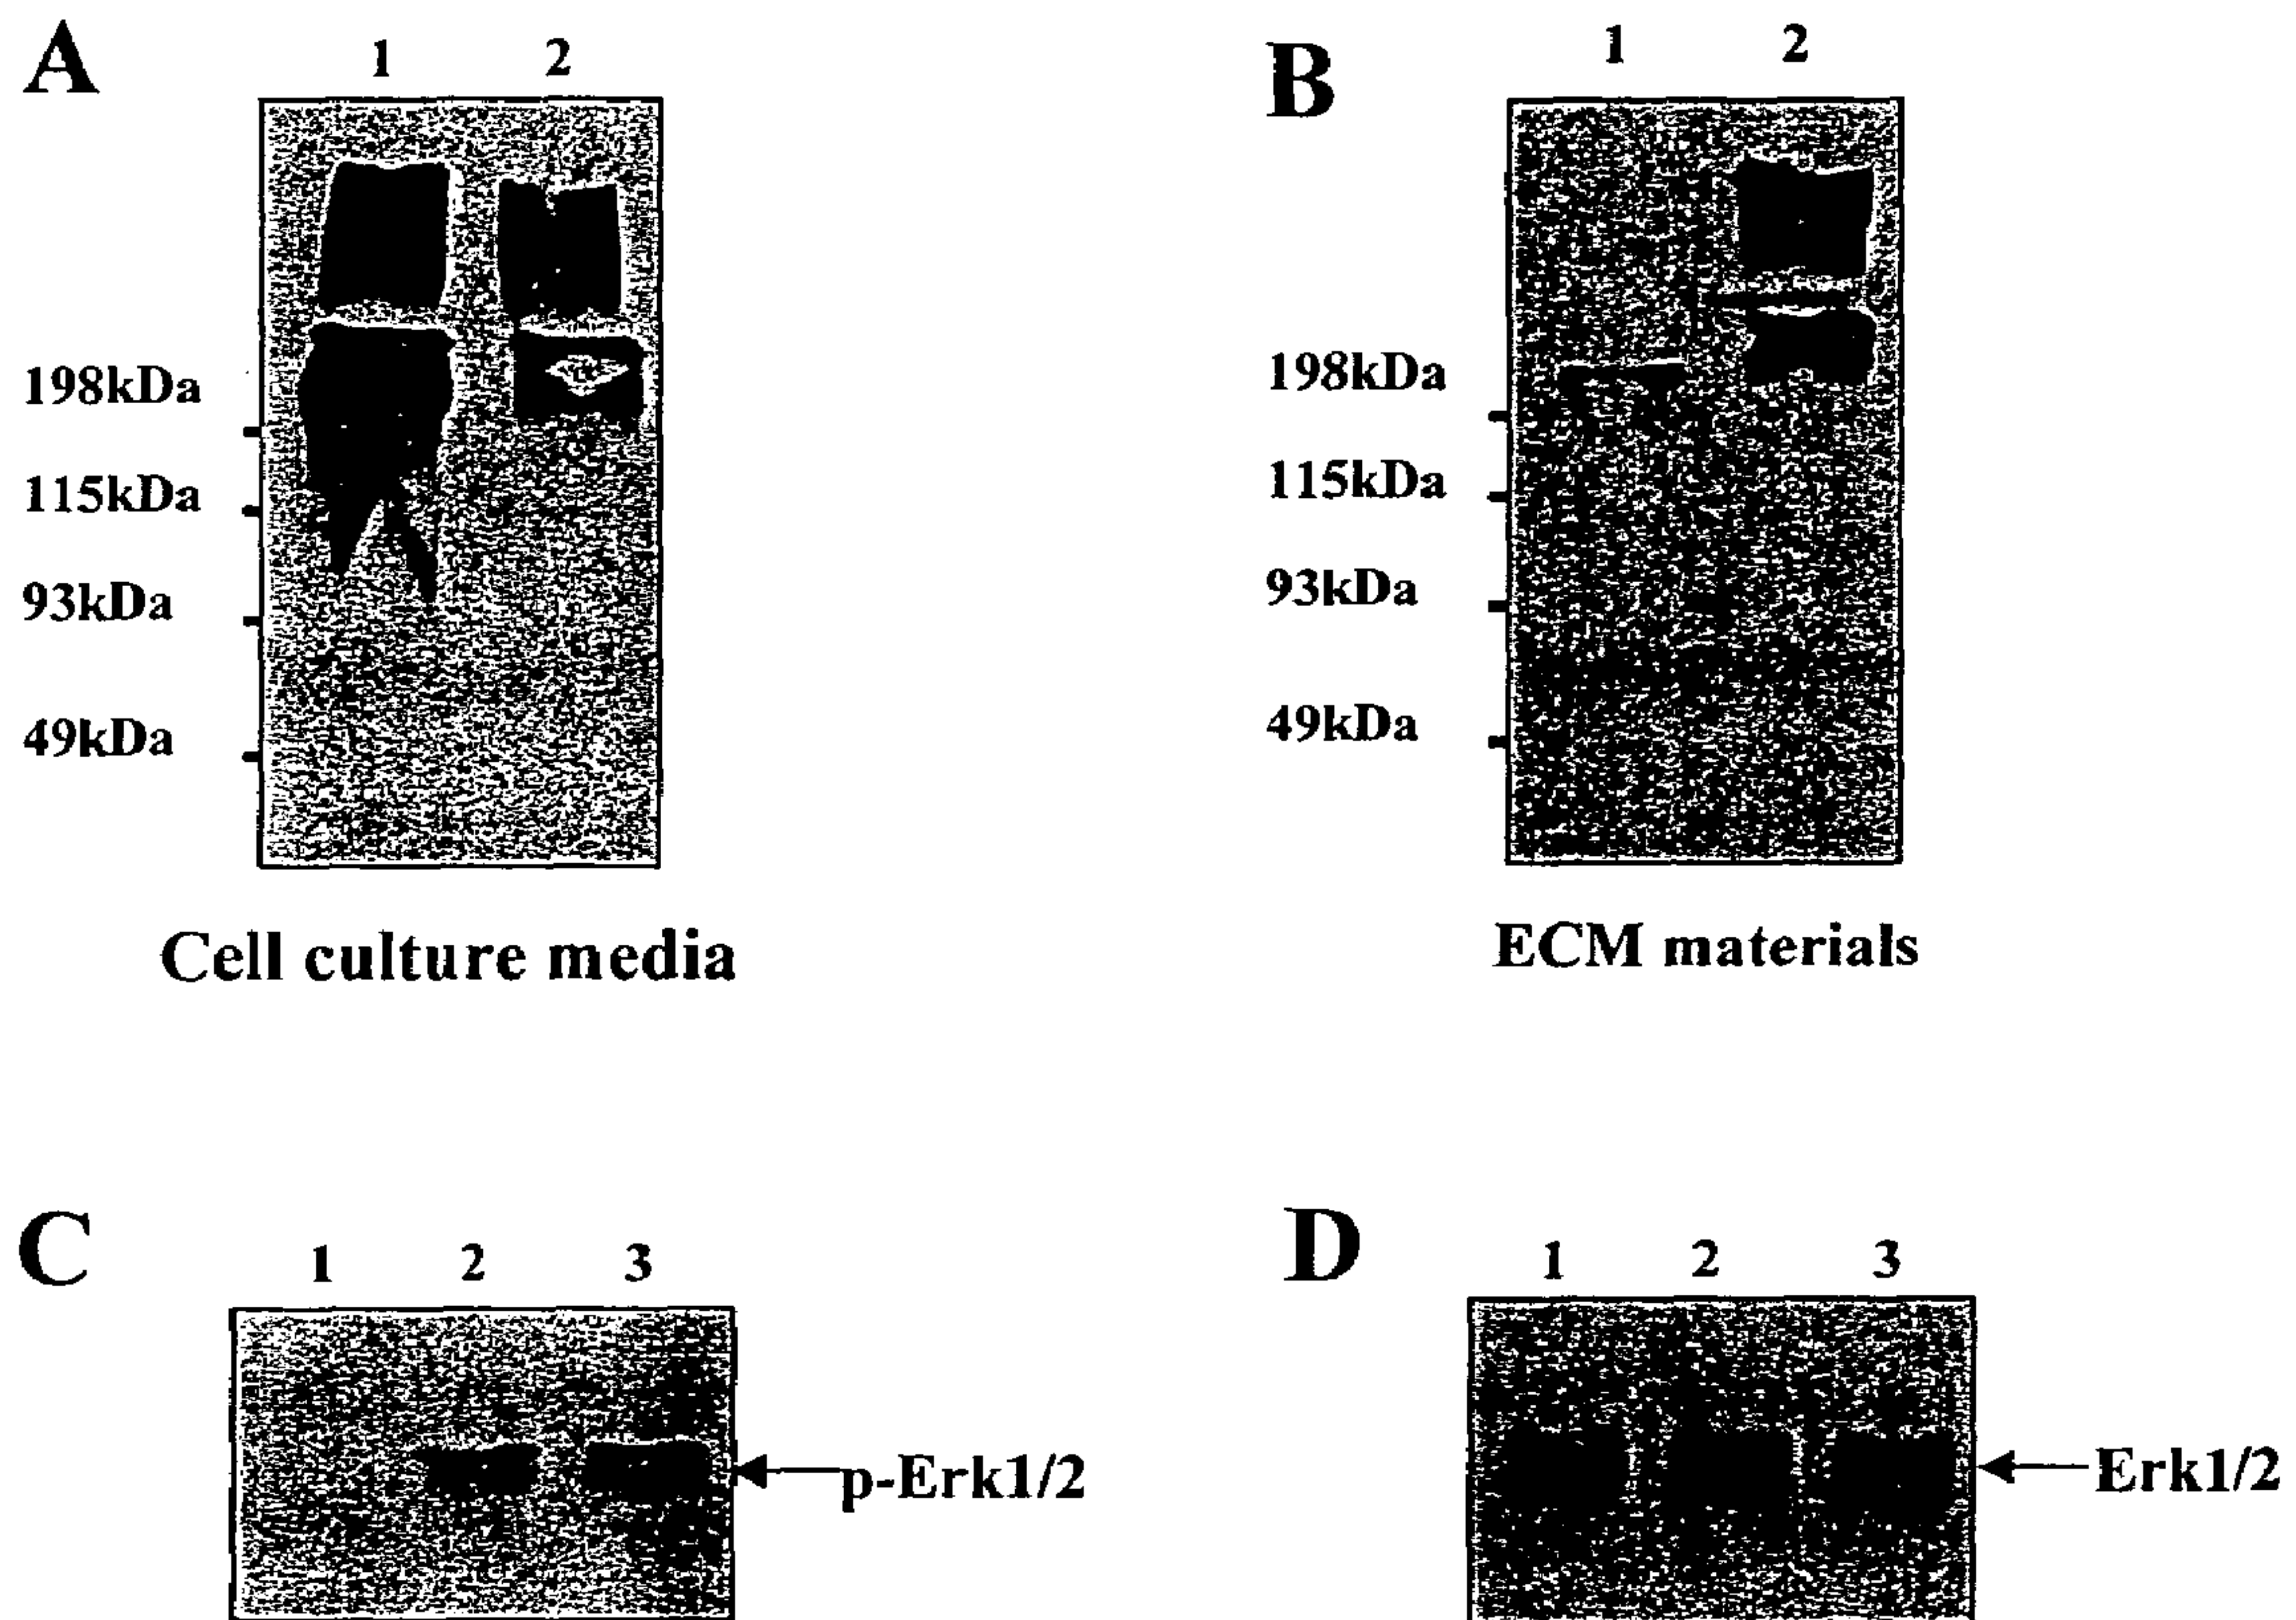 A
1 2
198kDa
115kDa
93kDa
49kDa
Cell culture media
B
1 2
198kDa
115kDa
93kDa
49kDa
ECM materials
C
1 2 3
p-Erk1/2
D
1 2 3
Erk1/2